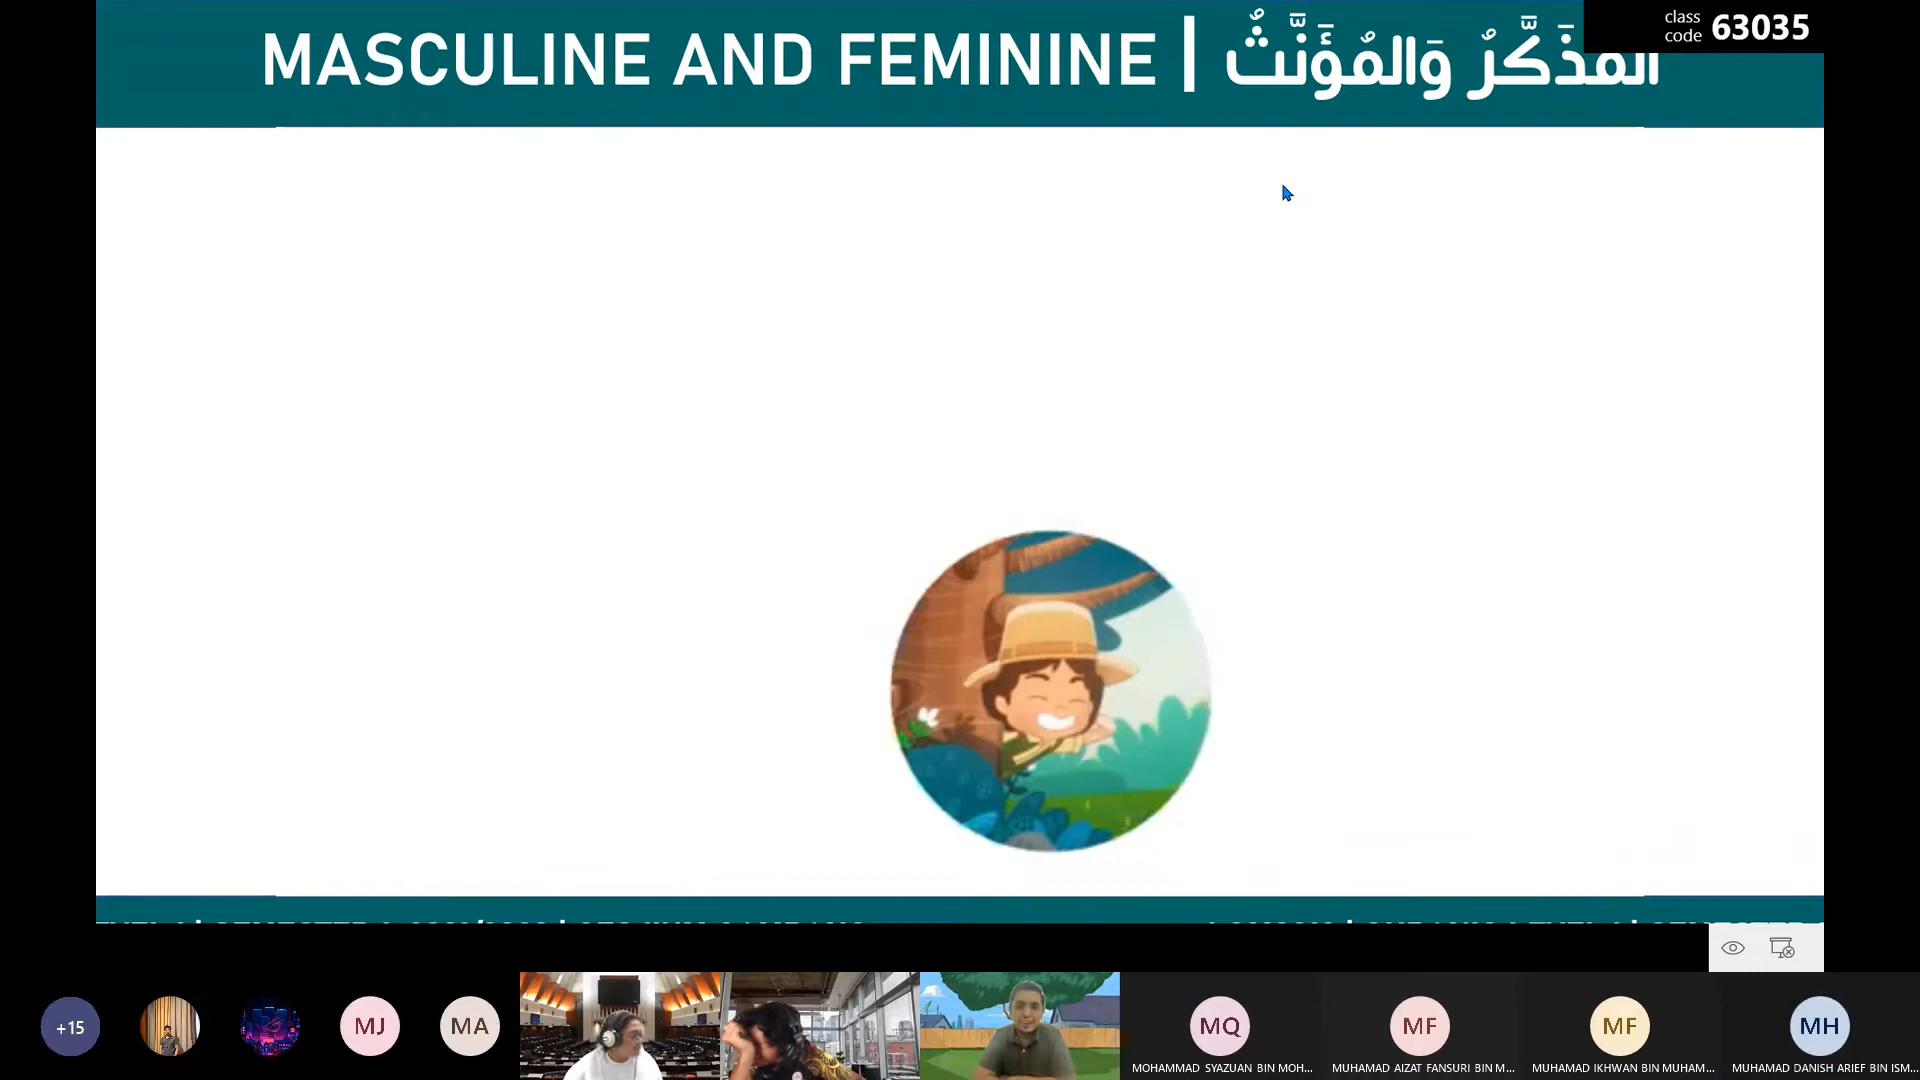 MASCULINE AND FEMININE | المُذَكَّرُ وَالمُؤَنَّثُ
class code 63035
+15
MJ
MA
MQ
MF
MF
MH
MOHAMMAD SYAZUAN BIN MOH...
MUHAMAD AIZAT FANSURI BIN M...
MUHAMAD IKHWAN BIN MUHAM...
MUHAMAD DANISH ARIEF BIN ISM...